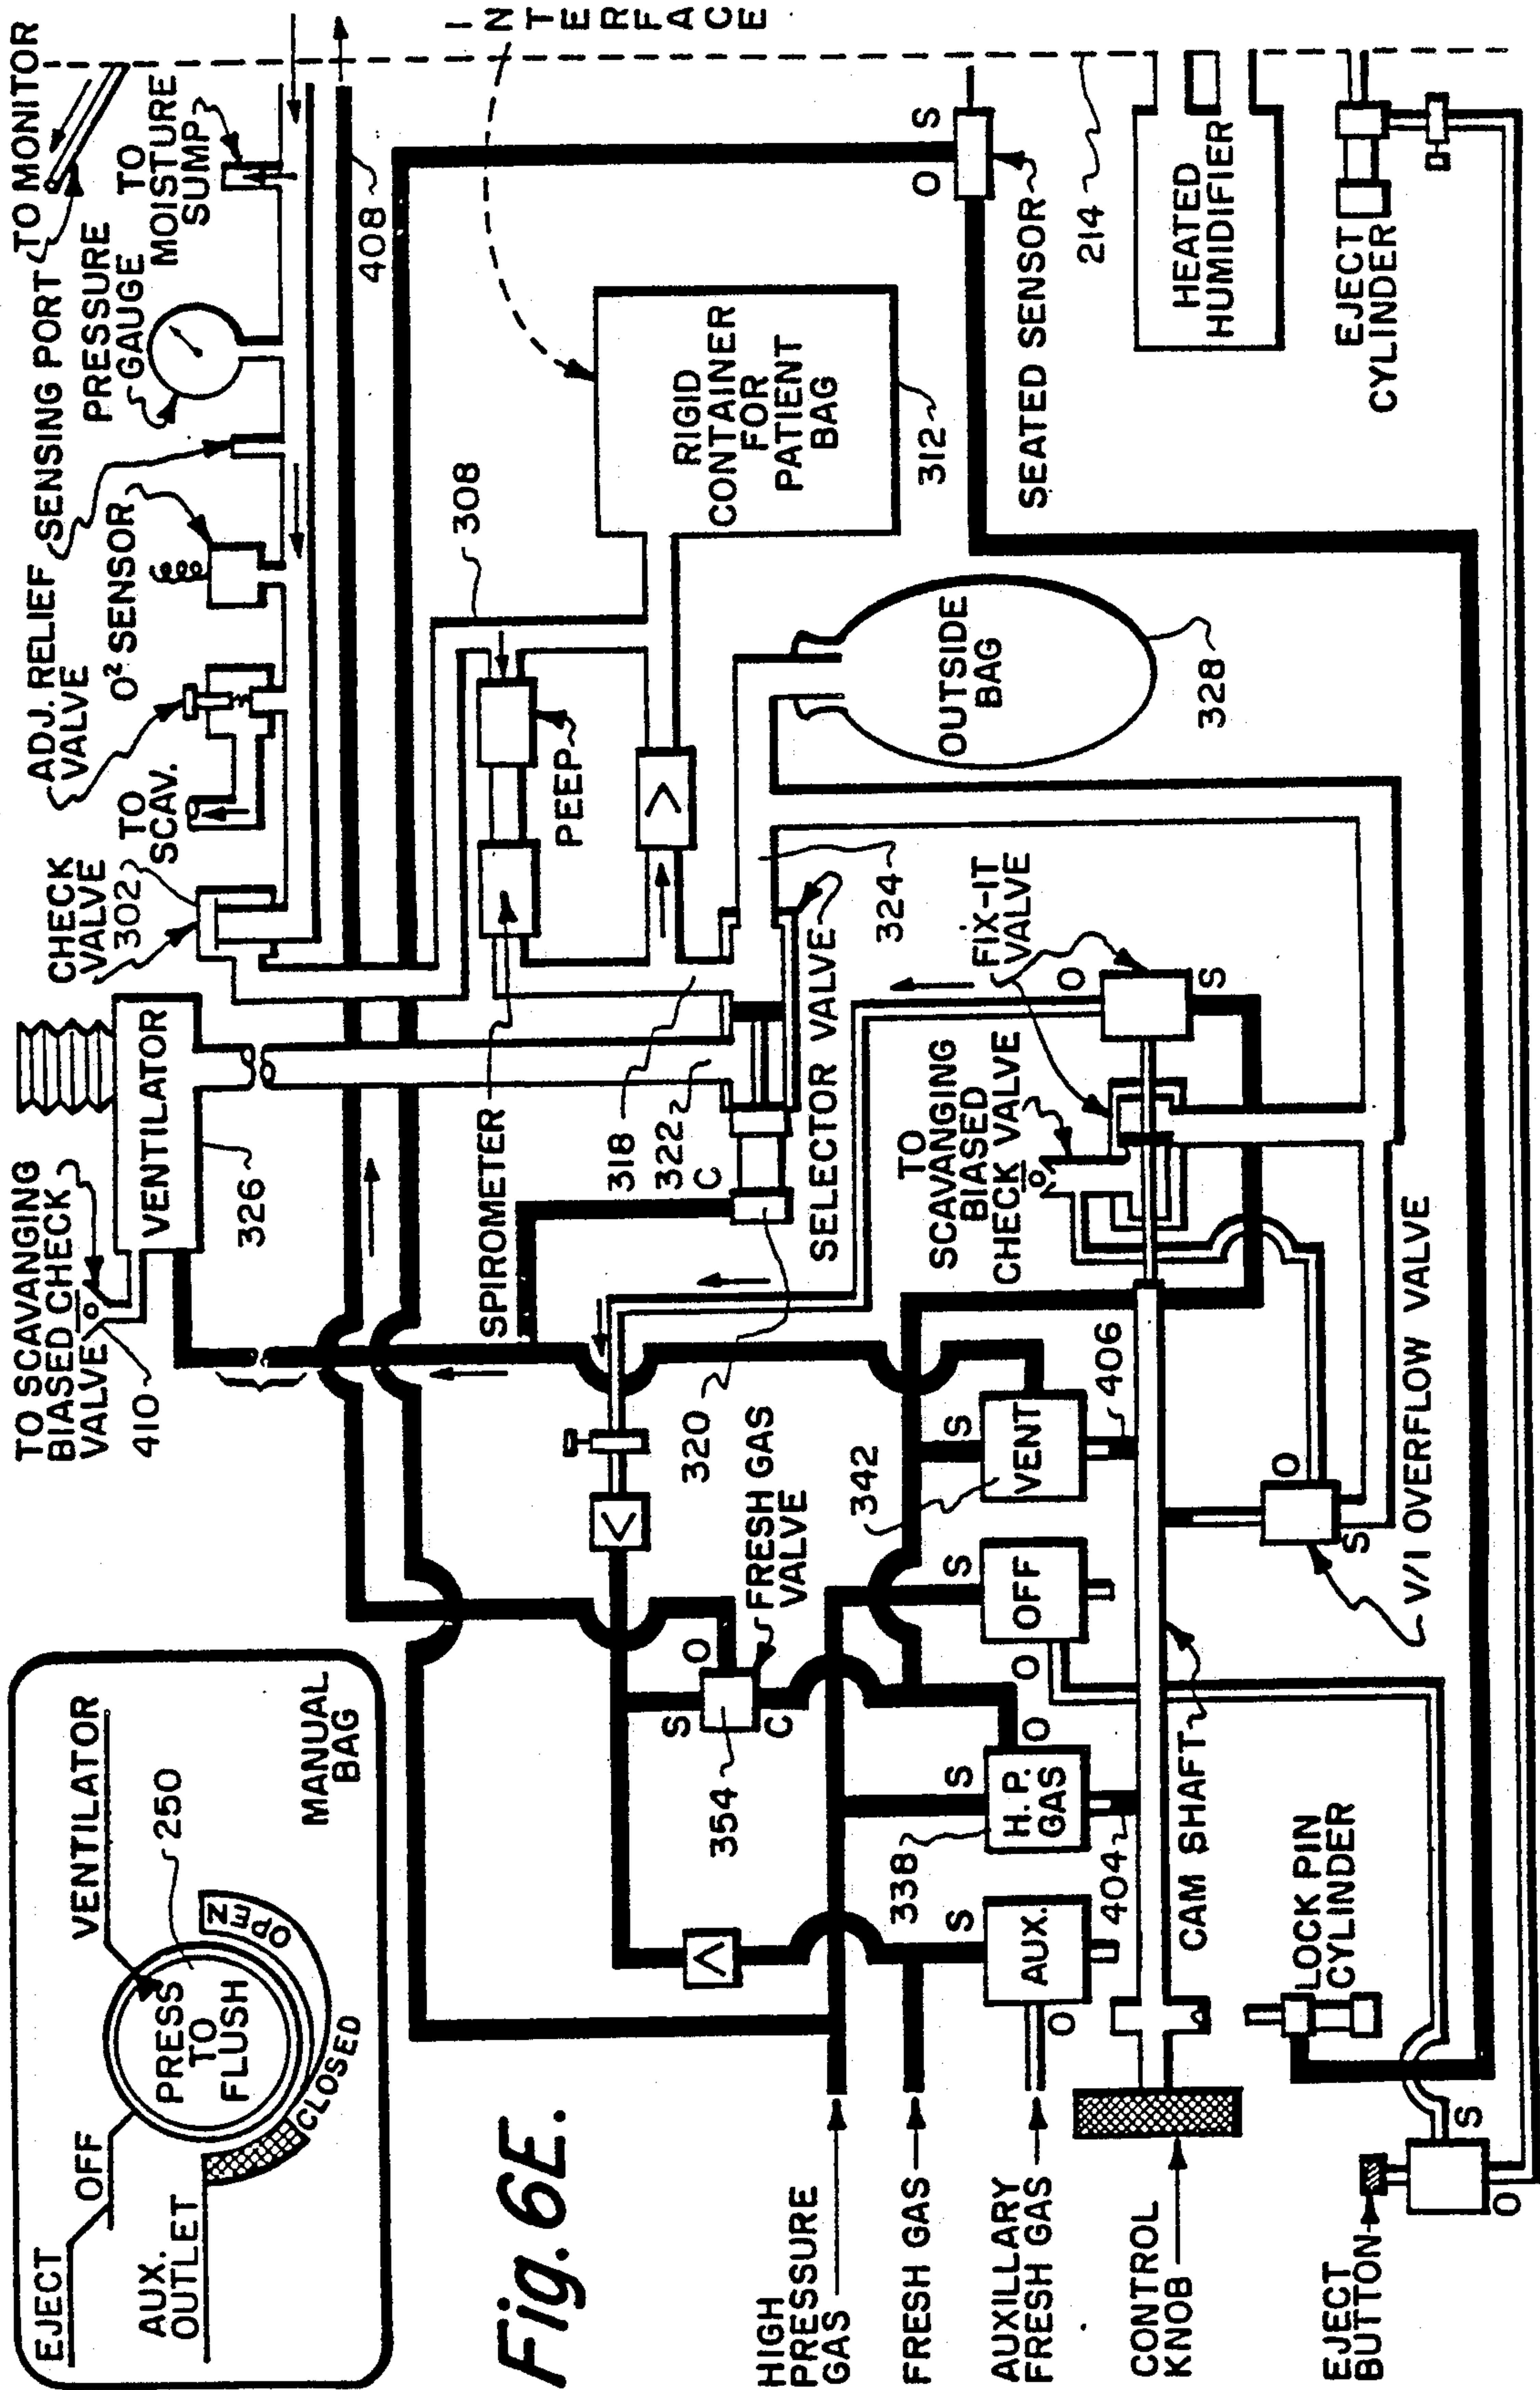 EJECT
OFF
AUX.
OUTLET
VENTILATOR
250
PRESS
TO
FLUSH
OPEN
CLOSED
MANUAL
BAG
Fig. 6E.
TO SCAVANGING
BIASED CHECK
VALVE
410
VENTILATOR
326
CHECK
VALVE
302
TO
SCAV.
ADJ. RELIEF
VALVE
O² SENSOR
SENSING PORT
PRESSURE
GAUGE
TO MONITOR
TO
MOISTURE
SUMP
408
INTERFACE
308
PEEP
SPIROMETER
318
322
C
SELECTOR VALVE
320
324
RIGID
CONTAINER
FOR
PATIENT
BAG
312
OUTSIDE
BAG
328
O
S
SEATED SENSOR
214
HEATED
HUMIDIFIER
EJECT
CYLINDER
FIX-IT
VALVE
O
S
TO
SCAVANGING
BIASED
CHECK VALVE
V/I OVERFLOW VALVE
O
S
FRESH GAS
VALVE
S
O
C
354
342
HIGH
PRESSURE
GAS
FRESH GAS
AUXILLARY
FRESH GAS
CONTROL
KNOB
EJECT
BUTTON
S
AUX.
O
338
S
H. P.
GAS
O
404
S
OFF
O
S
VENT
406
CAM SHAFT
LOCK PIN
CYLINDER
S
O